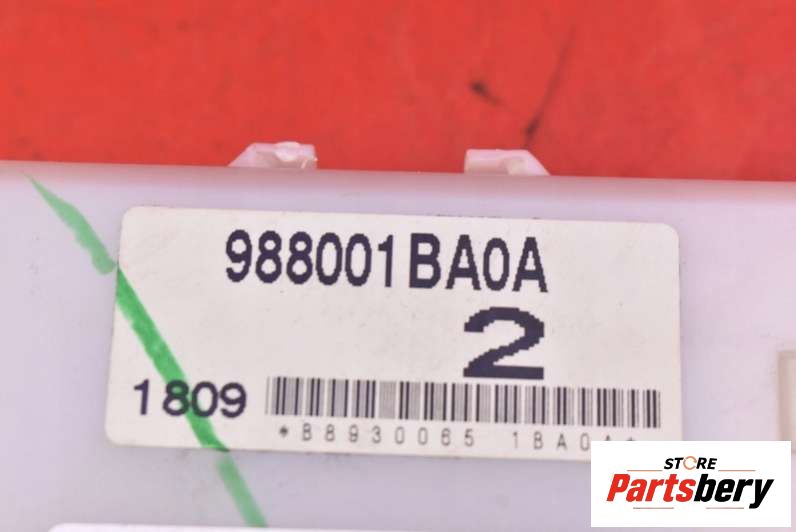 988001BA0A
2
1809
*B8930065 1BA0A*
STORE
Partsbery